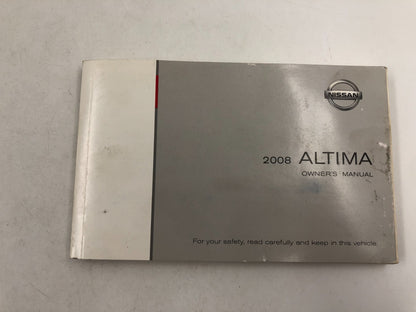 NISSAN
2008 ALTIMA
OWNER'S MANUAL
For your safety, read carefully and keep in this vehicle.